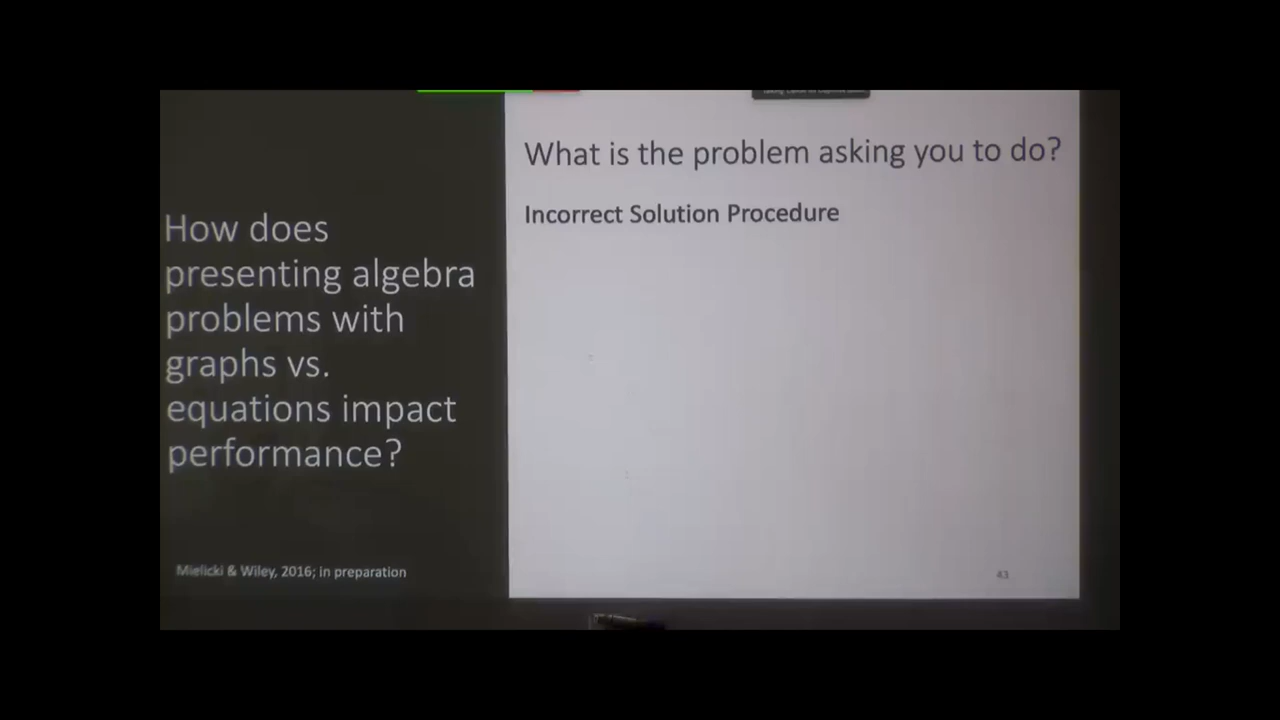 How does
presenting algebra
problems with
graphs vs.
equations impact
performance?
Mielicki & Wiley, 2016; in preparation
What is the problem asking you to do?
Incorrect Solution Procedure
43